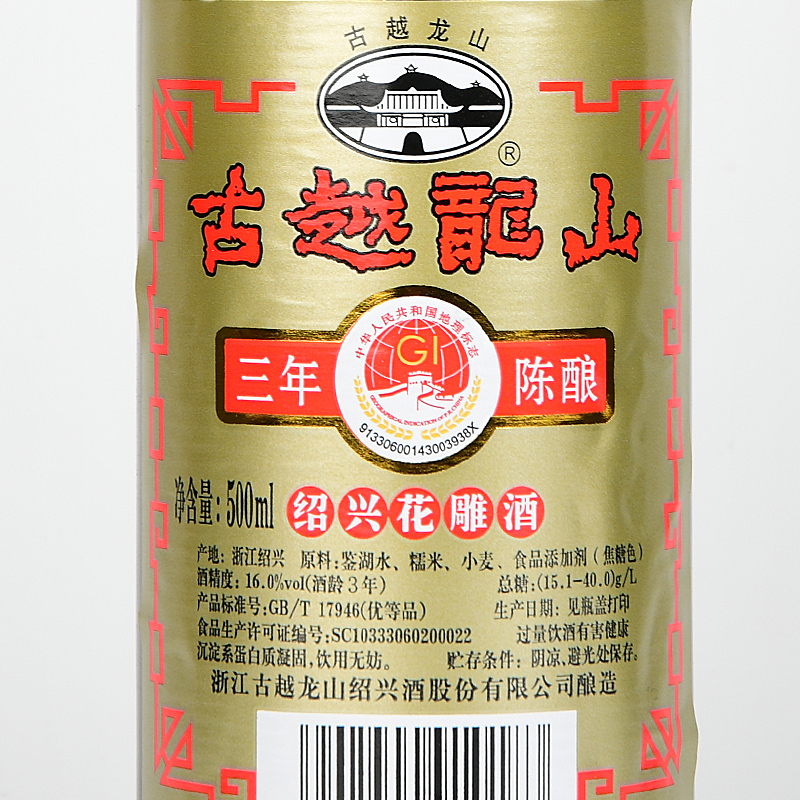 古越龙山
®
古越龍山
中华人民共和国地理标志
GI
三年 陈酿
GEOGRAPHICAL INDICATION OF P.R.CHINA
91330600143003938X
净含量:500ml 绍兴花雕酒
产地:浙江绍兴 原料:鉴湖水、糯米、小麦、食品添加剂(焦糖色)
酒精度:16.0%vol(酒龄3年) 总糖:(15.1-40.0)g/L
产品标准号:GB/T 17946(优等品) 生产日期:见瓶盖打印
食品生产许可证编号:SC10333060200022 过量饮酒有害健康
沉淀系蛋白质凝固,饮用无妨。 贮存条件:阴凉,避光处保存。
浙江古越龙山绍兴酒股份有限公司酿造